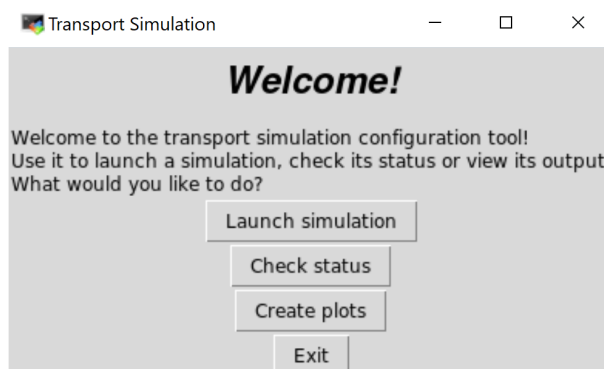 Transport Simulation
Welcome!
Welcome to the transport simulation configuration tool!
Use it to launch a simulation, check its status or view its output
What would you like to do?
Launch simulation
Check status
Create plots
Exit